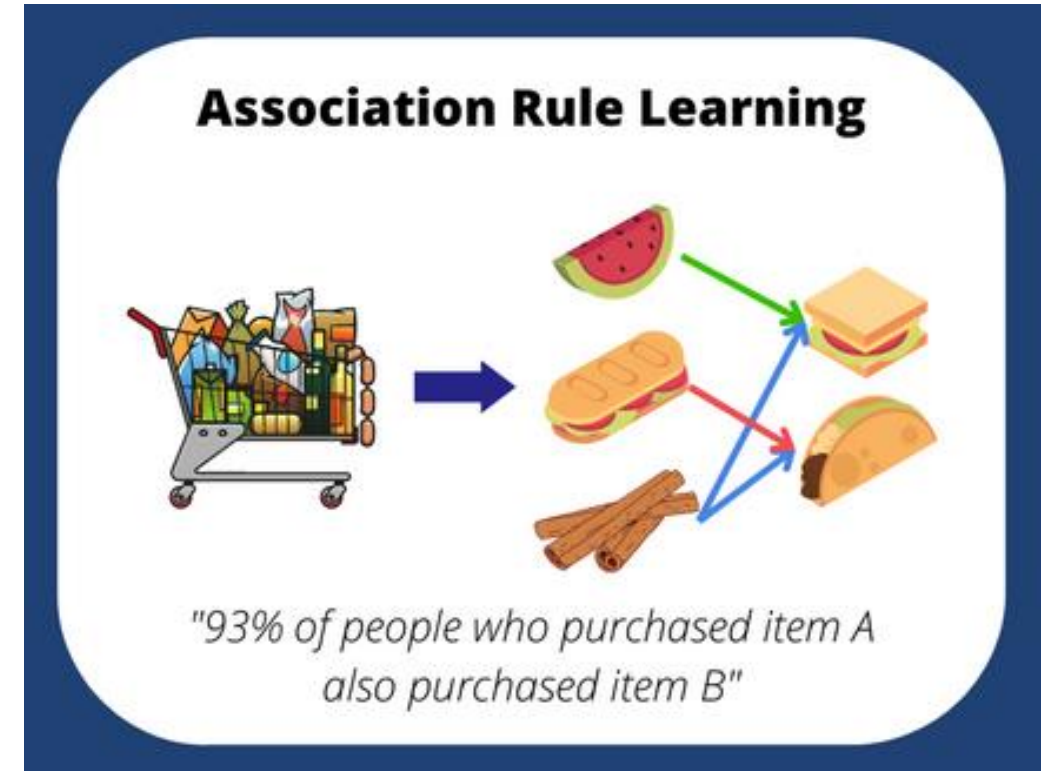 Association Rule Learning
"93% of people who purchased item A
also purchased item B"